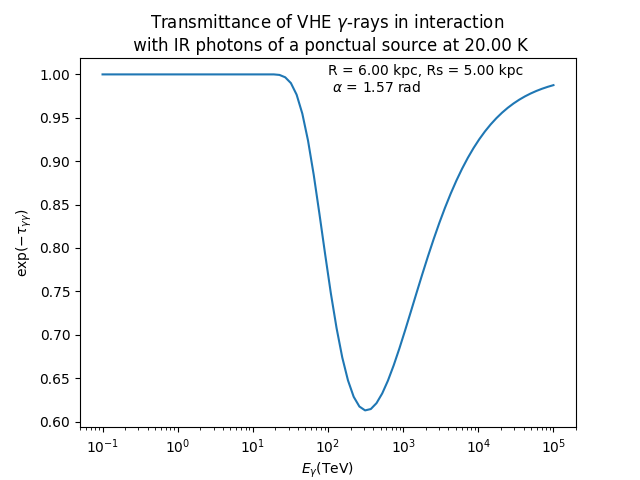 Transmittance of VHE γ-rays in interaction
with IR photons of a ponctual source at 20.00 K
R = 6.00 kpc, Rs = 5.00 kpc
α = 1.57 rad
exp(−τγγ)
1.00
0.95
0.90
0.85
0.80
0.75
0.70
0.65
0.60
10⁻¹ 10⁰ 10¹ 10² 10³ 10⁴ 10⁵
Eγ(TeV)